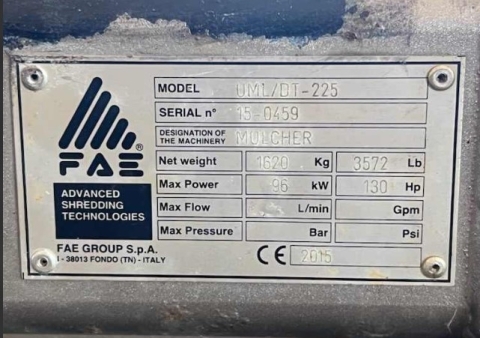 MODEL UML/DT-225
SERIAL n° 15-0459
DESIGNATION OF THE MACHINERY MULCHER
FAE®
Net weight 1620 Kg 3572 Lb
Max Power 96 kW 130 Hp
Max Flow L/min Gpm
Max Pressure Bar Psi
ADVANCED
SHREDDING
TECHNOLOGIES
FAE GROUP S.p.A.
I - 38013 FONDO (TN) - ITALY
CE 2015